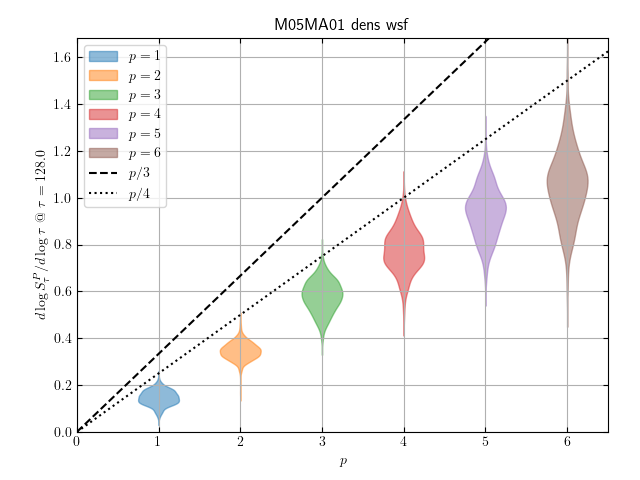 M05MA01 dens wsf
d log S_τ^P / d log τ @ τ = 128.0
1.6
1.4
1.2
1.0
0.8
0.6
0.4
0.2
0.0
p = 1
p = 2
p = 3
p = 4
p = 5
p = 6
p/3
p/4
0 1 2 3 4 5 6
p